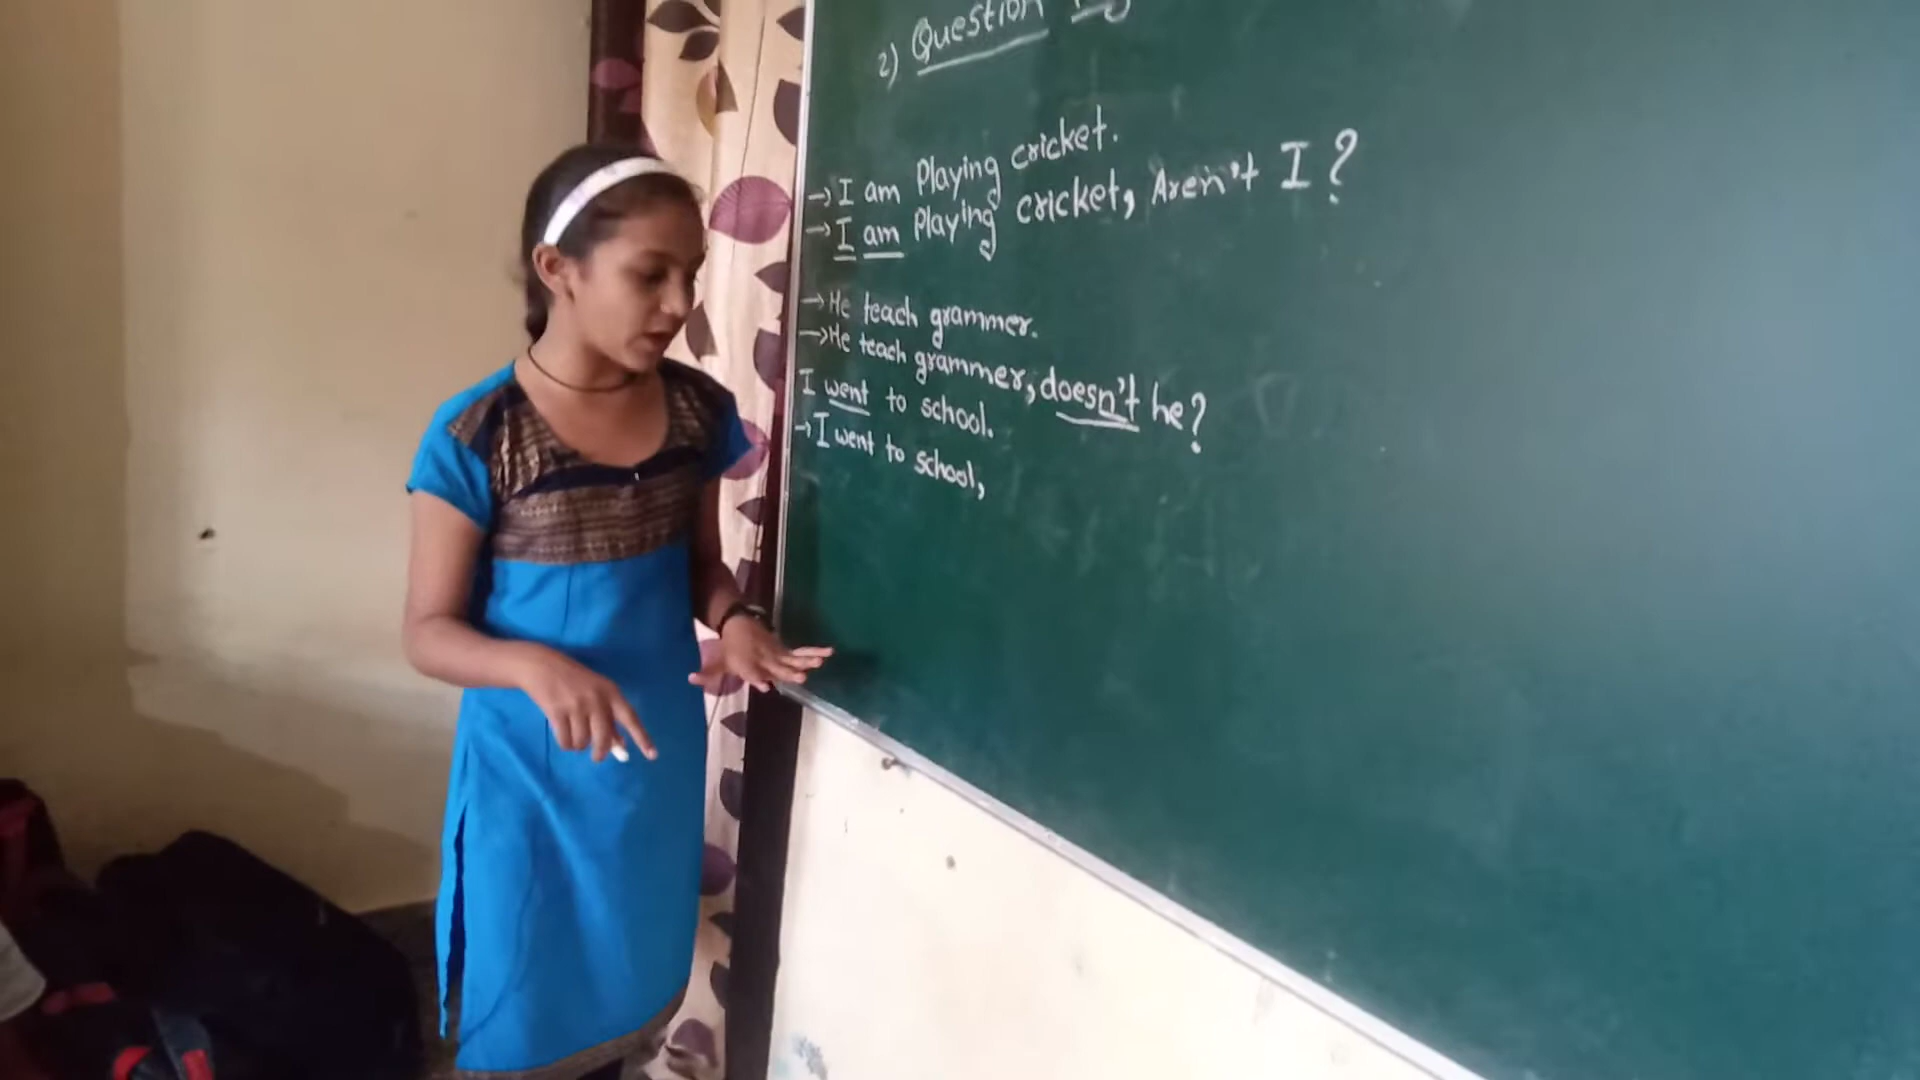 2) Question
→ I am Playing cricket.
→ I am Playing cricket, Aren't I ?
→ He teach grammer.
→ He teach grammer, doesn't he?
I went to school.
→ I went to school,